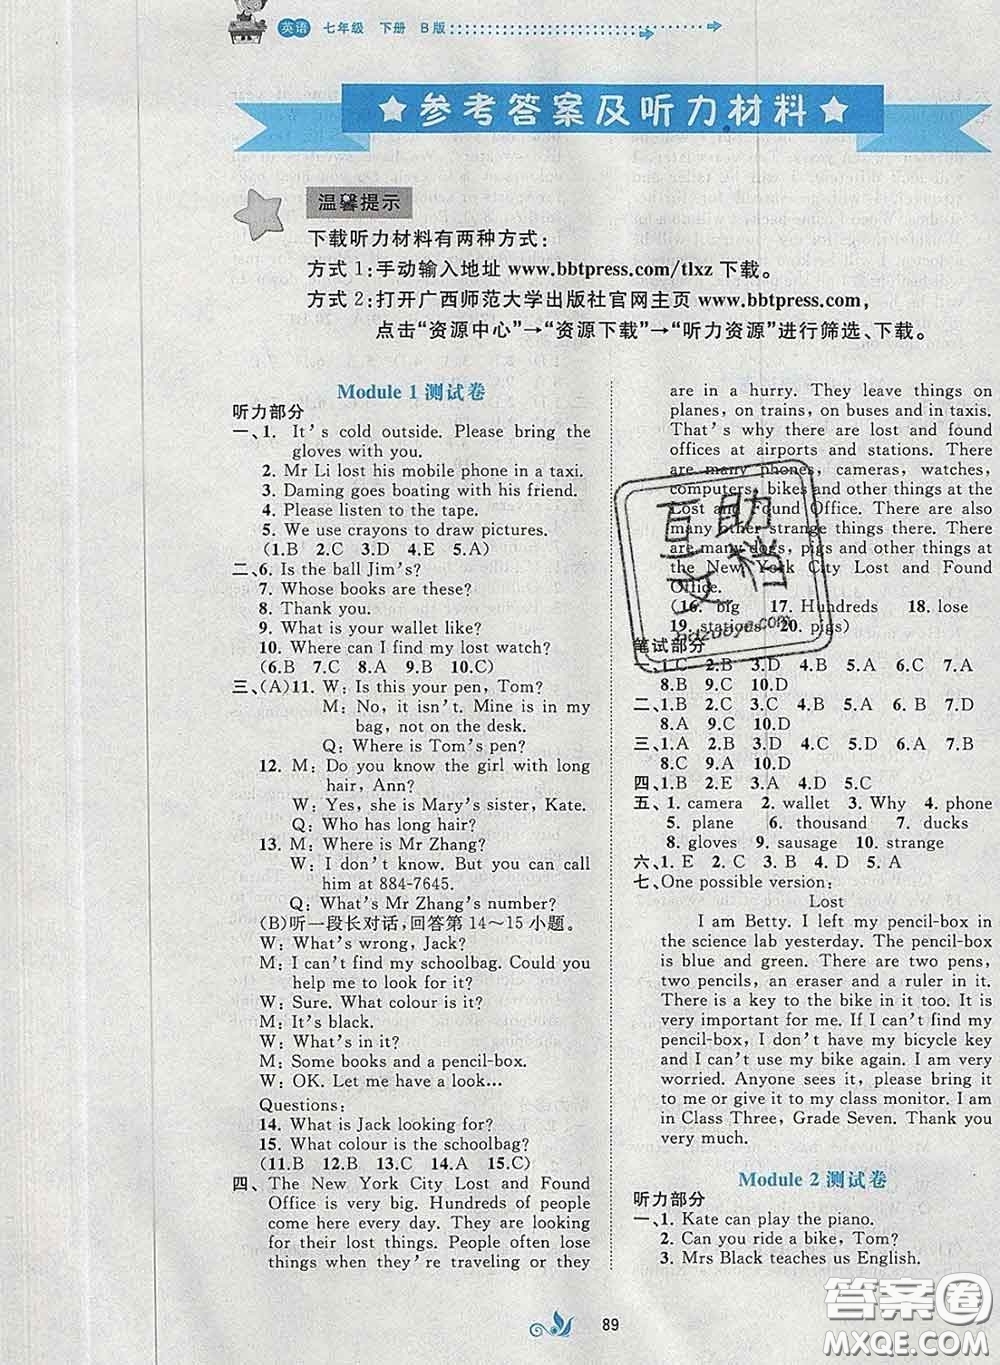 英语 七年级 下册 B版
参考答案及听力材料
温馨提示
下载听力材料有两种方式:
方式 1:手动输入地址 www.bbtpress.com/tlxz 下载。
方式 2:打开广西师范大学出版社官网主页 www.bbtpress.com,
点击“资源中心”→“资源下载”→“听力资源”进行筛选、下载。
Module 1 测试卷
听力部分
一、1. It's cold outside. Please bring the
gloves with you.
2. Mr Li lost his mobile phone in a taxi.
3. Daming goes boating with his friend.
4. Please listen to the tape.
5. We use crayons to draw pictures.
(1.B 2.C 3.D 4.E 5.A)
二、6. Is the ball Jim's?
7. Whose books are these?
8. Thank you.
9. What is your wallet like?
10. Where can I find my lost watch?
(6.B 7.C 8.A 9.B 10.C)
三、(A)11. W: Is this your pen, Tom?
M: No, it isn't. Mine is in my
bag, not on the desk.
Q: Where is Tom's pen?
12. M: Do you know the girl with long
hair, Ann?
W: Yes, she is Mary's sister, Kate.
Q: Who has long hair?
13. M: Where is Mr Zhang?
W: I don't know. But you can call
him at 884-7645.
Q: What's Mr Zhang's number?
(B)听一段长对话,回答第 14～15 小题。
W: What's wrong, Jack?
M: I can't find my schoolbag. Could you
help me to look for it?
W: Sure. What colour is it?
M: It's black.
W: What's in it?
M: Some books and a pencil-box.
W: OK. Let me have a look...
Questions:
14. What is Jack looking for?
15. What colour is the schoolbag?
(11.B 12.B 13.C 14.A 15.C)
四、The New York City Lost and Found
Office is very big. Hundreds of people
come here every day. They are looking
for their lost things. People often lose
things when they're traveling or they
are in a hurry. They leave things on
planes, on trains, on buses and in taxis.
That's why there are lost and found
offices at airports and stations. There
are many phones, cameras, watches,
computers, bikes and other things at the
Lost and Found Office. There are also
many other strange things there. There
are many dogs, pigs and other things at
the New York City Lost and Found
Office.
(16. big 17. Hundreds 18. lose
19. stations 20. pigs)
笔试部分
一、1.C 2.B 3.D 4.B 5.A 6.C 7.A
8.B 9.C 10.D
二、1.B 2.C 3.C 4.B 5.A 6.B 7.D
8.A 9.C 10.D
三、1.A 2.B 3.D 4.C 5.A 6.A 7.B
8.C 9.A 10.D
四、1.B 2.E 3.A 4.D 5.C
五、1. camera 2. wallet 3. Why 4. phone
5. plane 6. thousand 7. ducks
8. gloves 9. sausage 10. strange
六、1. E 2. C 3. B 4. D 5. A
七、One possible version:
Lost
I am Betty. I left my pencil-box in
the science lab yesterday. The pencil-box
is blue and green. There are two pens,
two pencils, an eraser and a ruler in it.
There is a key to the bike in it too. It is
very important for me. If I can't find my
pencil-box, I don't have my bicycle key
and I can't use my bike again. I am very
worried. Anyone sees it, please bring it
to me or give it to my class monitor. I am
in Class Three, Grade Seven. Thank you
very much.
Module 2 测试卷
听力部分
一、1. Kate can play the piano.
2. Can you ride a bike, Tom?
3. Mrs Black teaches us English.
89
互助文档
答案圈
MXQE.COM